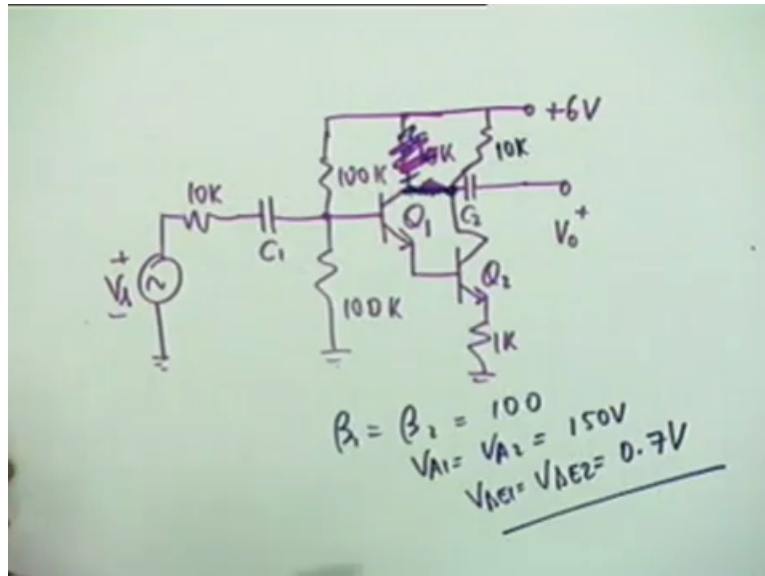 +6V
10K
100K
10K
C1
Q1
C2
V0
+
Q2
+
Vs
-
100K
1K
β1 = β2 = 100
VA1 = VA2 = 150V
VBE1 = VBE2 = 0.7V